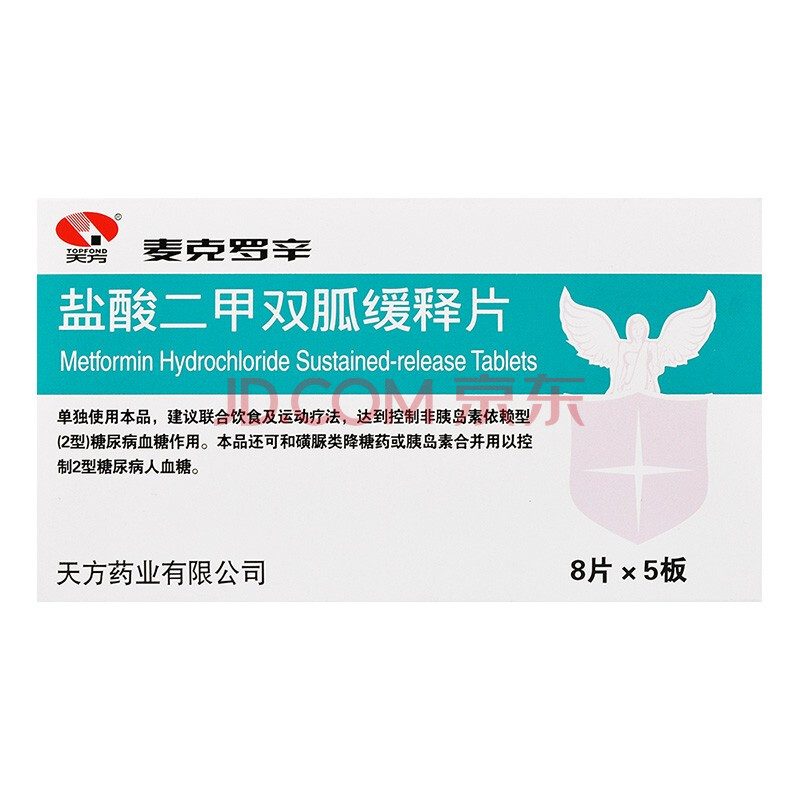 TOPFOND
天方
®
麦克罗辛
盐酸二甲双胍缓释片
Metformin Hydrochloride Sustained-release Tablets
JD.COM 京东
单独使用本品，建议联合饮食及运动疗法，达到控制非胰岛素依赖型
(2型)糖尿病血糖作用。本品还可和磺脲类降糖药或胰岛素合并用以控
制2型糖尿病人血糖。
天方药业有限公司
8片×5板